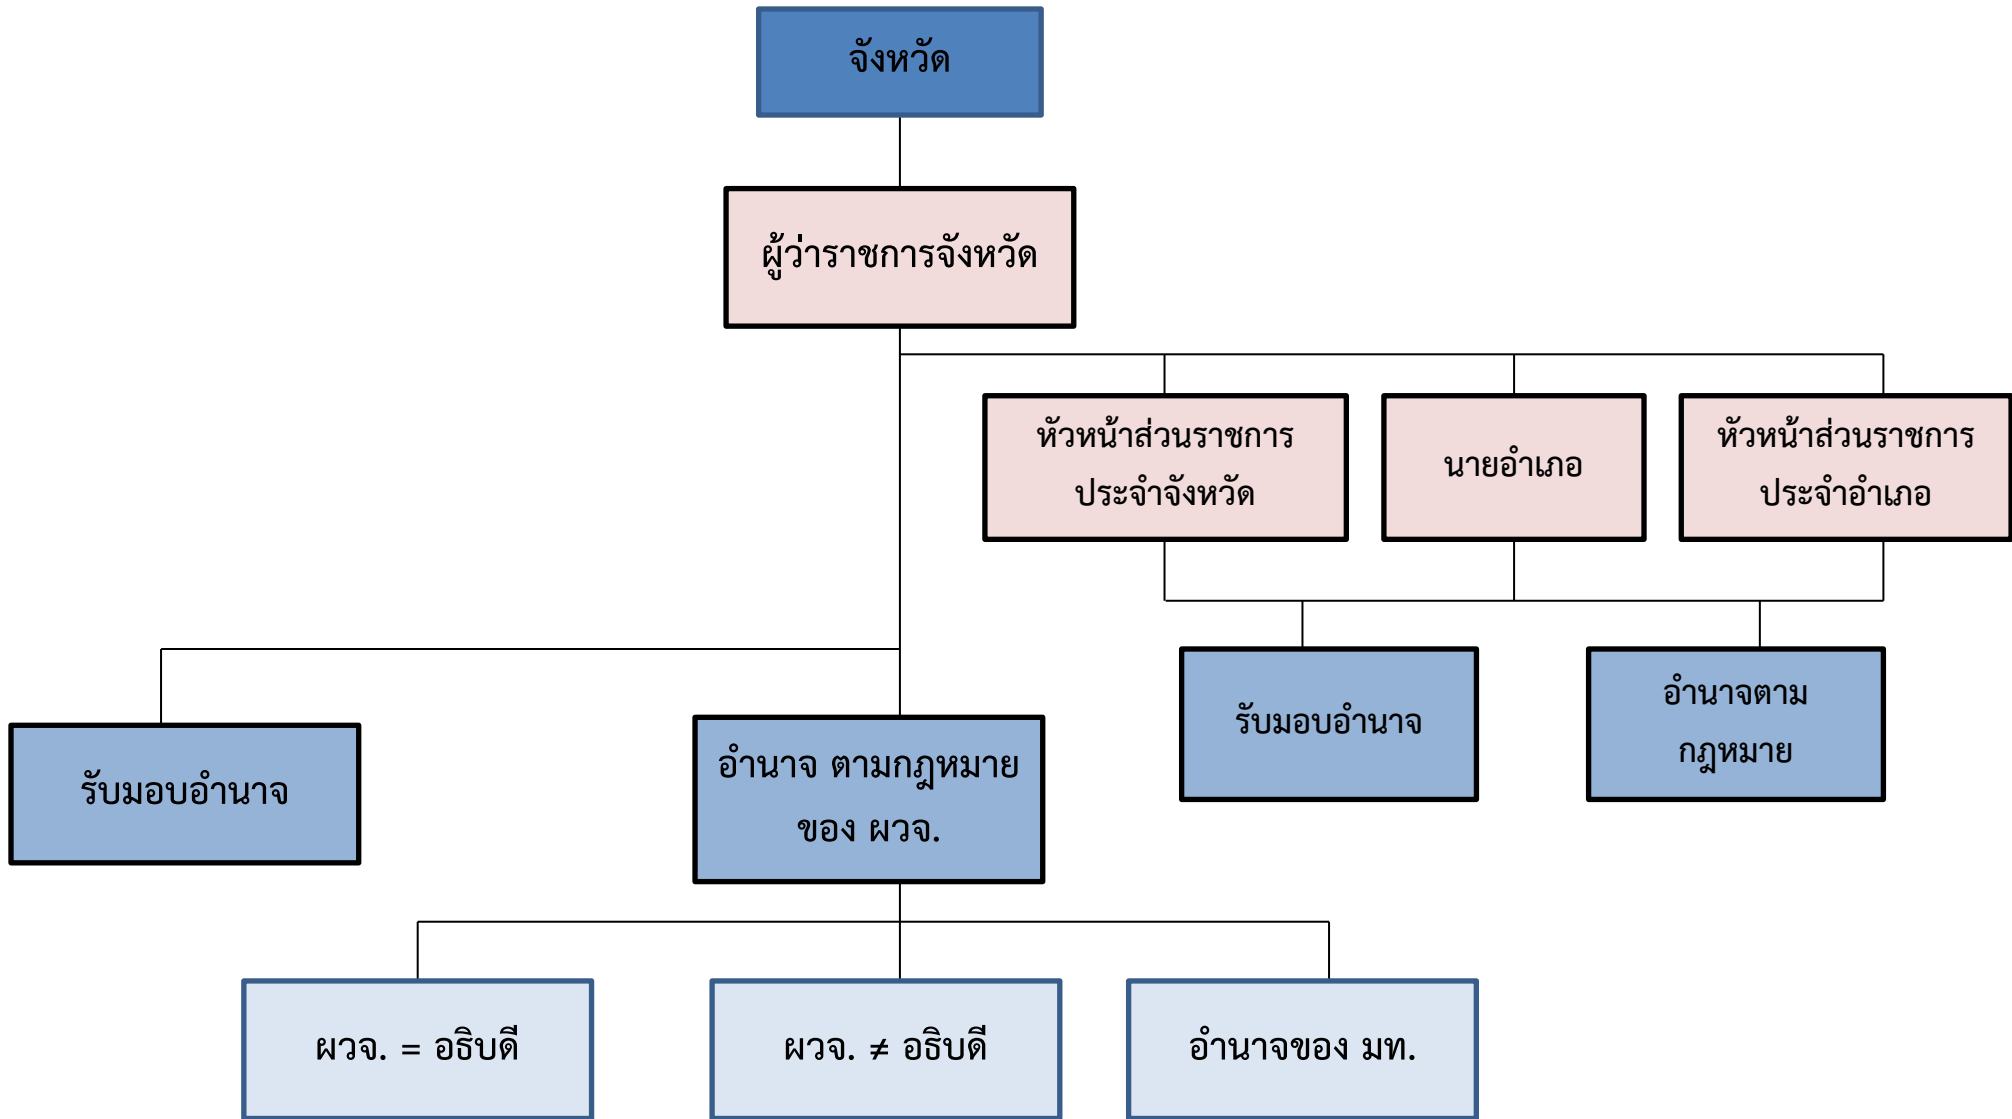 จังหวัด
ผู้ว่าราชการจังหวัด
หัวหน้าส่วนราชการ
ประจำจังหวัด
นายอำเภอ
หัวหน้าส่วนราชการ
ประจำอำเภอ
รับมอบอำนาจ
อำนาจตาม
กฎหมาย
รับมอบอำนาจ
อำนาจ ตามกฎหมาย
ของ ผวจ.
ผวจ. = อธิบดี
ผวจ. ≠ อธิบดี
อำนาจของ มท.